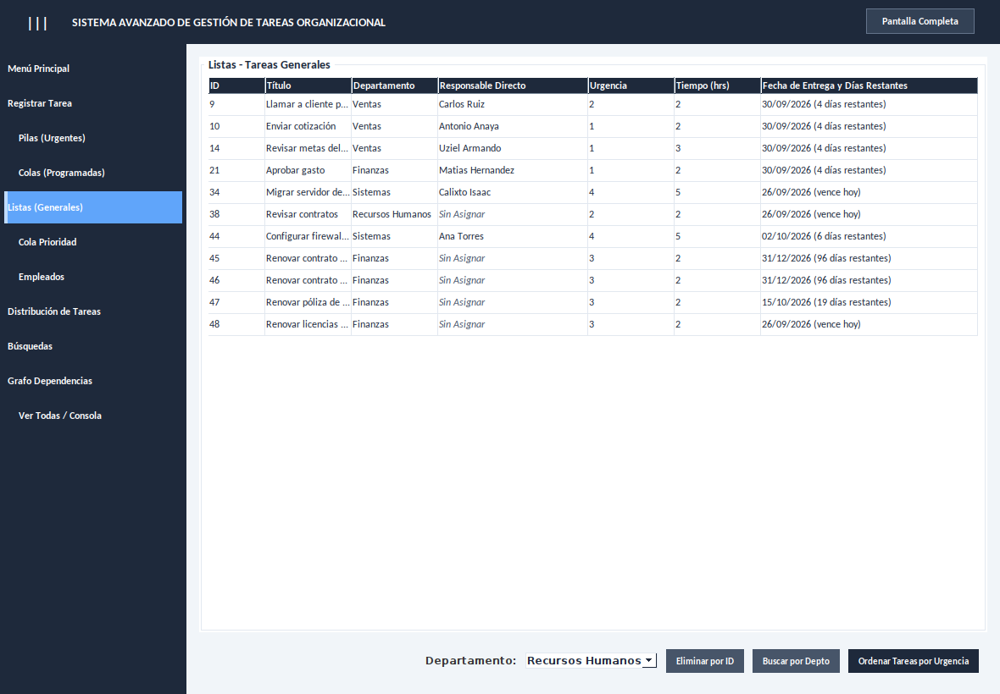 ||| SISTEMA AVANZADO DE GESTIÓN DE TAREAS ORGANIZACIONAL Pantalla Completa
Menú Principal
Registrar Tarea
Pilas (Urgentes)
Colas (Programadas)
Listas (Generales)
Cola Prioridad
Empleados
Distribución de Tareas
Búsquedas
Grafo Dependencias
Ver Todas / Consola
Listas - Tareas Generales
ID Título Departamento Responsable Directo Urgencia Tiempo (hrs) Fecha de Entrega y Días Restantes
9 Llamar a cliente p... Ventas Carlos Ruiz 2 2 30/09/2026 (4 días restantes)
10 Enviar cotización Ventas Antonio Anaya 1 2 30/09/2026 (4 días restantes)
14 Revisar metas del... Ventas Uziel Armando 1 3 30/09/2026 (4 días restantes)
21 Aprobar gasto Finanzas Matias Hernandez 1 2 30/09/2026 (4 días restantes)
34 Migrar servidor de... Sistemas Calixto Isaac 4 5 26/09/2026 (vence hoy)
38 Revisar contratos Recursos Humanos Sin Asignar 2 2 26/09/2026 (vence hoy)
44 Configurar firewal... Sistemas Ana Torres 4 5 02/10/2026 (6 días restantes)
45 Renovar contrato ... Finanzas Sin Asignar 3 2 31/12/2026 (96 días restantes)
46 Renovar contrato ... Finanzas Sin Asignar 3 2 31/12/2026 (96 días restantes)
47 Renovar póliza de ... Finanzas Sin Asignar 3 2 15/10/2026 (19 días restantes)
48 Renovar licencias ... Finanzas Sin Asignar 3 2 26/09/2026 (vence hoy)
Departamento: Recursos Humanos Eliminar por ID Buscar por Depto Ordenar Tareas por Urgencia